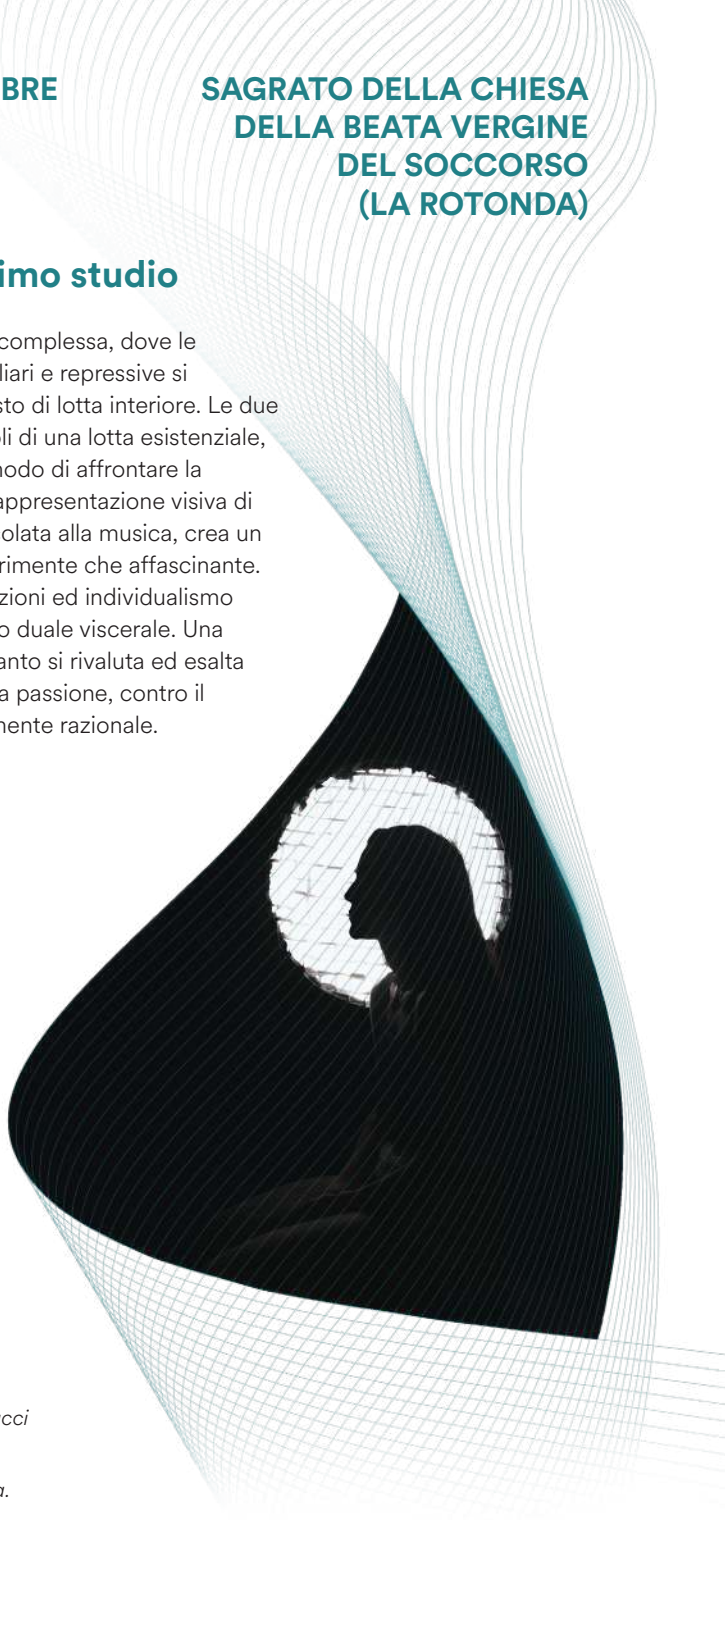 BRE
SAGRATO DELLA CHIESA
DELLA BEATA VERGINE
DEL SOCCORSO
(LA ROTONDA)
imo studio
complessa, dove le
liari e repressive si
sto di lotta interiore. Le due
li di una lotta esistenziale,
nodo di affrontare la
appresentazione visiva di
olata alla musica, crea un
rimente che affascinante.
zioni ed individualismo
o duale viscerale. Una
anto si rivaluta ed esalta
a passione, contro il
mente razionale.
cci
a.